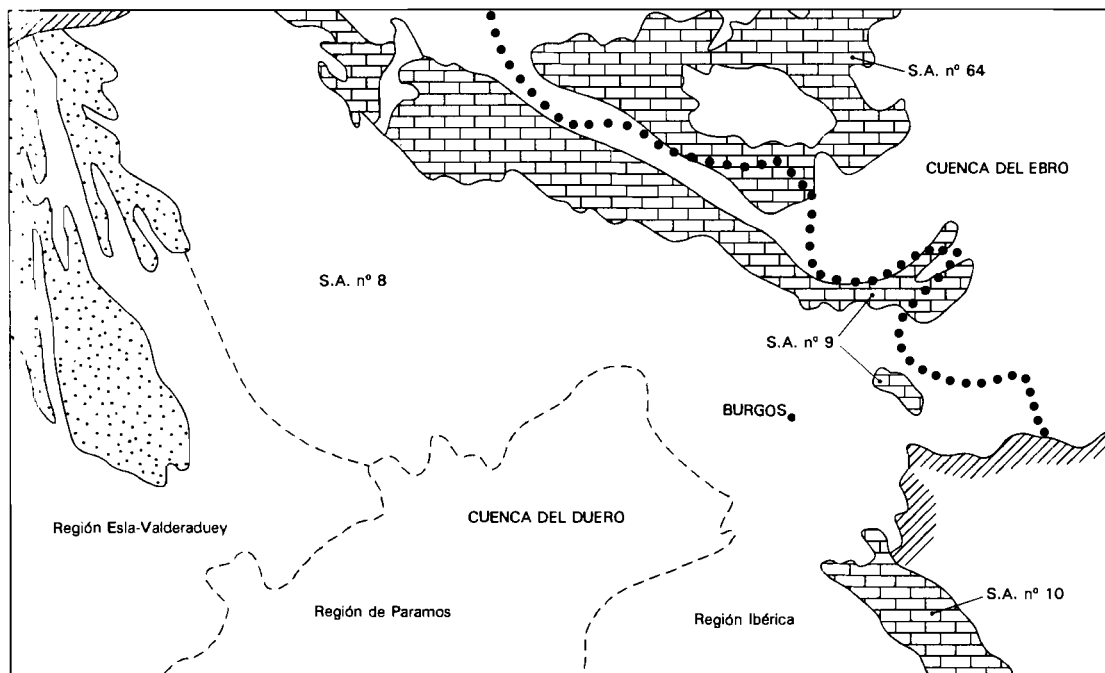 S.A. nº 64
CUENCA DEL EBRO
S.A. nº 8
S.A. nº 9
BURGOS
CUENCA DEL DUERO
Región Esla-Valderaduey
S.A. nº 10
Región de Paramos
Región Ibérica